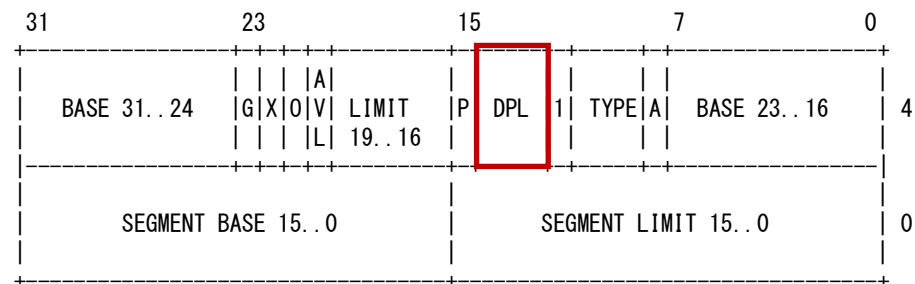 31 23 15 7 0
A
BASE 31..24 G X O V LIMIT P DPL 1 TYPE A BASE 23..16 4
L 19..16
SEGMENT BASE 15..0 SEGMENT LIMIT 15..0 0